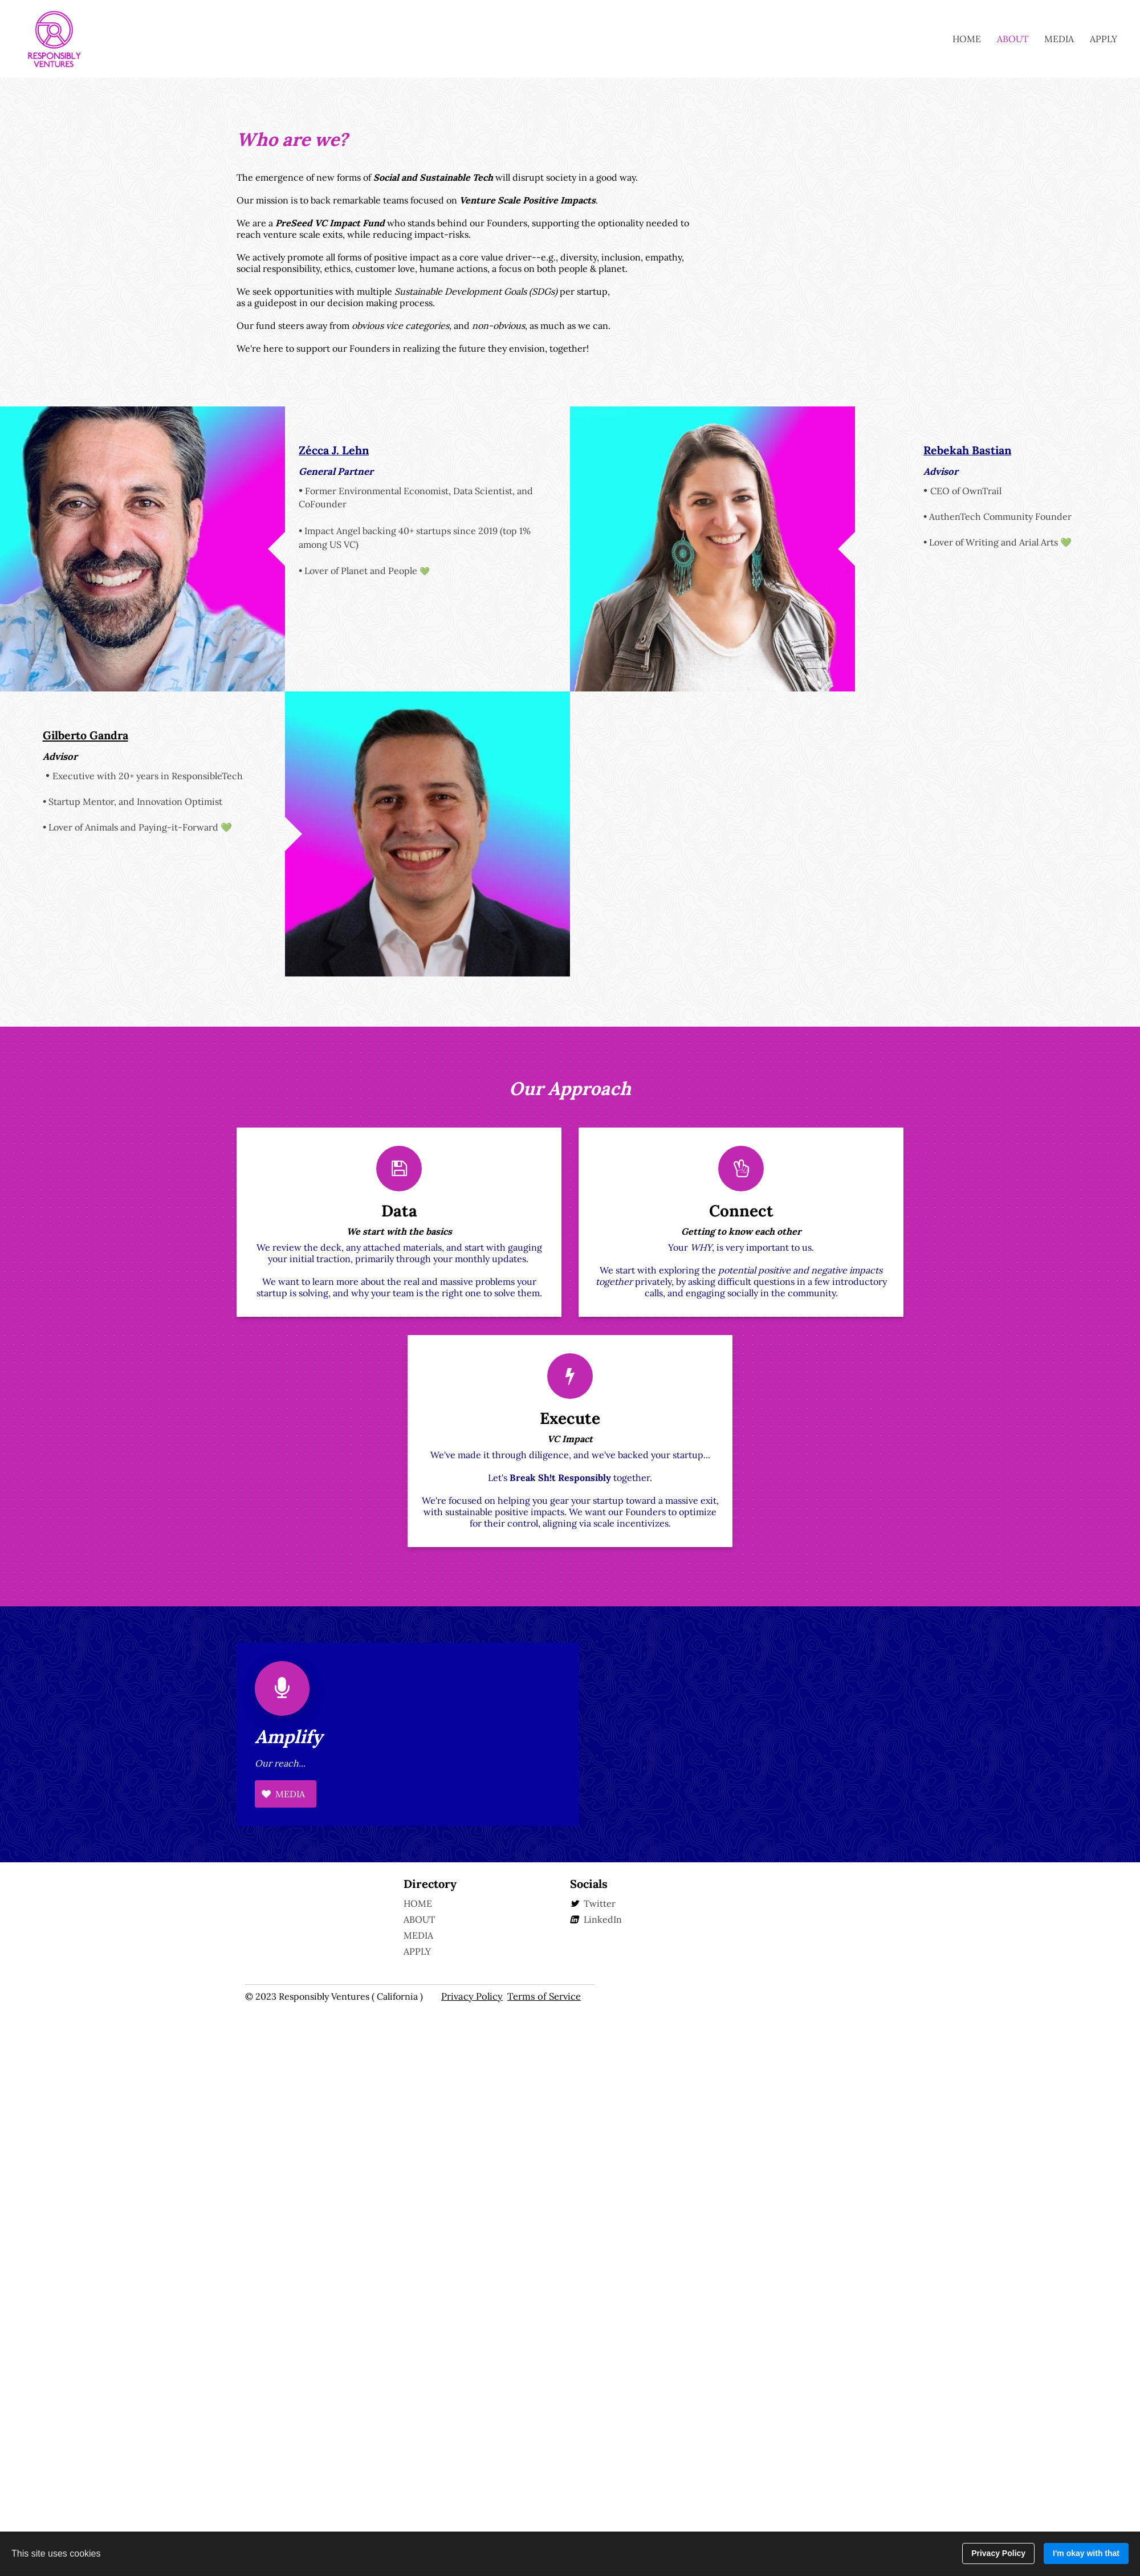 RESPONSIBLY
VENTURES
HOME
ABOUT
MEDIA
APPLY
Who are we?
The emergence of new forms of Social and Sustainable Tech will disrupt society in a good way.
Our mission is to back remarkable teams focused on Venture Scale Positive Impacts.
We are a PreSeed VC Impact Fund who stands behind our Founders, supporting the optionality needed to
reach venture scale exits, while reducing impact-risks.
We actively promote all forms of positive impact as a core value driver--e.g., diversity, inclusion, empathy,
social responsibility, ethics, customer love, humane actions, a focus on both people & planet.
We seek opportunities with multiple Sustainable Development Goals (SDGs) per startup,
as a guidepost in our decision making process.
Our fund steers away from obvious vice categories, and non-obvious, as much as we can.
We're here to support our Founders in realizing the future they envision, together!
Zécca J. Lehn
General Partner
• Former Environmental Economist, Data Scientist, and
CoFounder
• Impact Angel backing 40+ startups since 2019 (top 1%
among US VC)
• Lover of Planet and People 💚
Rebekah Bastian
Advisor
• CEO of OwnTrail
• AuthenTech Community Founder
• Lover of Writing and Arial Arts 💚
Gilberto Gandra
Advisor
• Executive with 20+ years in ResponsibleTech
• Startup Mentor, and Innovation Optimist
• Lover of Animals and Paying-it-Forward 💚
Our Approach
Data
We start with the basics
We review the deck, any attached materials, and start with gauging
your initial traction, primarily through your monthly updates.
We want to learn more about the real and massive problems your
startup is solving, and why your team is the right one to solve them.
Connect
Getting to know each other
Your WHY, is very important to us.
We start with exploring the potential positive and negative impacts
together privately, by asking difficult questions in a few introductory
calls, and engaging socially in the community.
Execute
VC Impact
We've made it through diligence, and we've backed your startup...
Let's Break Sh!t Responsibly together.
We're focused on helping you gear your startup toward a massive exit,
with sustainable positive impacts. We want our Founders to optimize
for their control, aligning via scale incentivizes.
Amplify
Our reach...
MEDIA
Directory
HOME
ABOUT
MEDIA
APPLY
Socials
Twitter
LinkedIn
© 2023 Responsibly Ventures ( California )
Privacy Policy Terms of Service
This site uses cookies
Privacy Policy
I'm okay with that